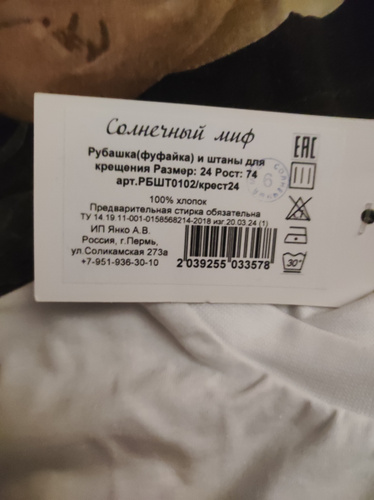 Солнечный миф
Рубашка(фуфайка) и штаны для
крещения Размер: 24 Рост: 74
арт.РБШТ0102/крест24
100% хлопок
Предварительная стирка обязательна
ТУ 14.19.11-001-0158568214-2018 изг.20.03.24 (1)
ИП Янко А.В.
Россия, г.Пермь,
ул.Соликамская 273а
+7-951-936-30-10
2 039255 033578
EAC
6
30°